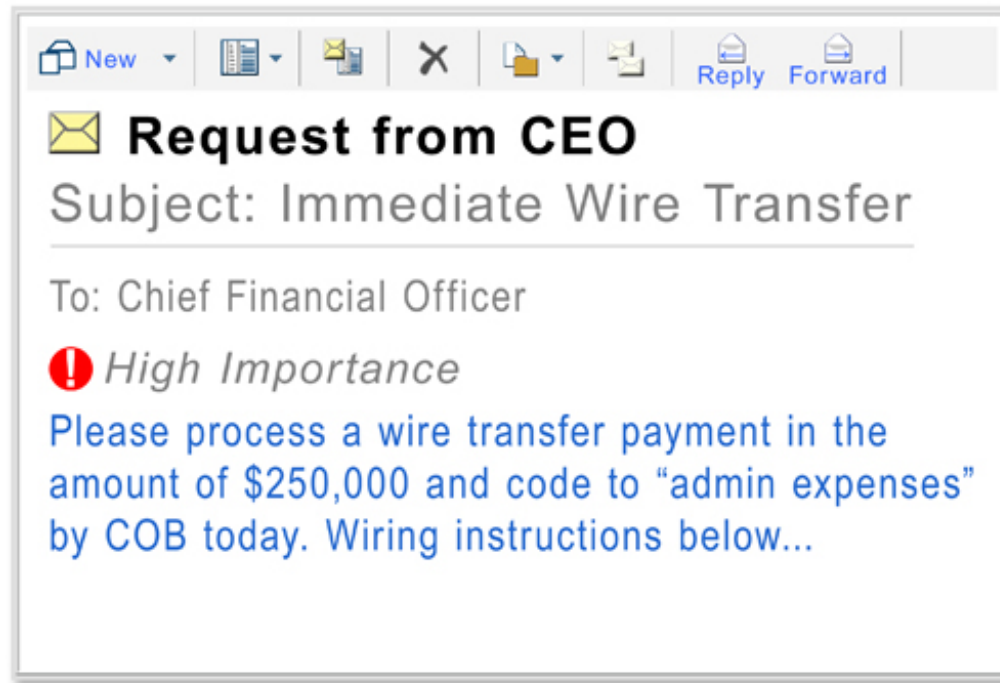 New
Reply Forward
Request from CEO
Subject: Immediate Wire Transfer
To: Chief Financial Officer
! High Importance
Please process a wire transfer payment in the
amount of $250,000 and code to “admin expenses”
by COB today. Wiring instructions below...